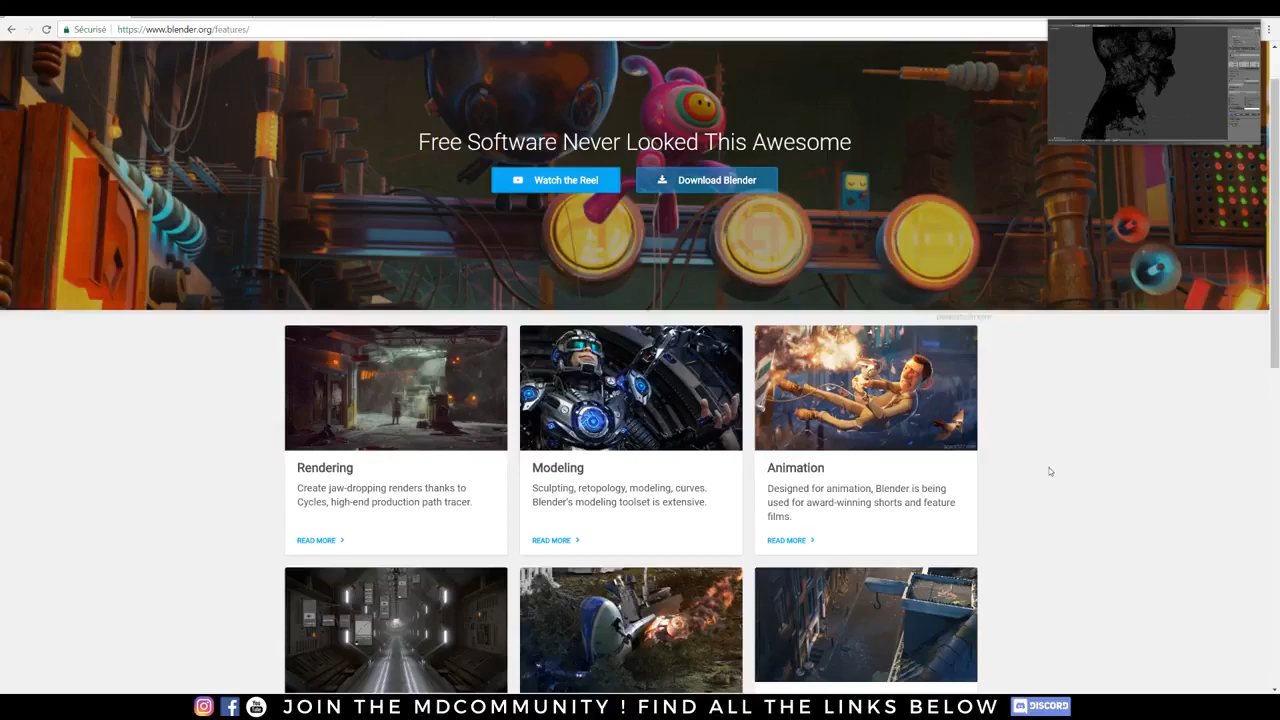 Sécurisé https://www.blender.org/features/
Free Software Never Looked This Awesome
Watch the Reel
Download Blender
Rendering
Create jaw-dropping renders thanks to
Cycles, high-end production path tracer.
READ MORE
Modeling
Sculpting, retopology, modeling, curves.
Blender's modeling toolset is extensive.
READ MORE
Animation
Designed for animation, Blender is being
used for award-winning shorts and feature
films.
READ MORE
You Tube
JOIN THE MDCOMMUNITY ! FIND ALL THE LINKS BELOW
DISCORD